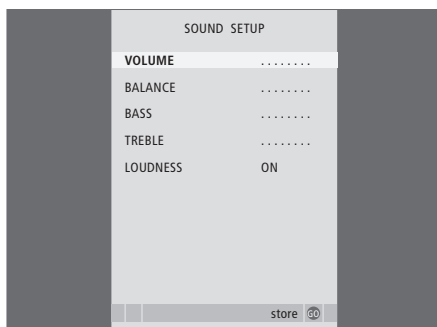 SOUND SETUP
VOLUME ........
BALANCE ........
BASS ........
TREBLE ........
LOUDNESS ON
store GO